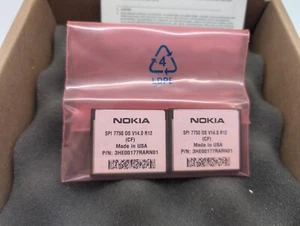 4
LDPE
NOKIA
SPI 7750 OS V14.0 R12
(CF)
Made in USA
P/N: 3HE00177RARN01
NOKIA
SPI 7750 OS V14.0 R12
(CF)
Made in USA
P/N: 3HE00177RARN01